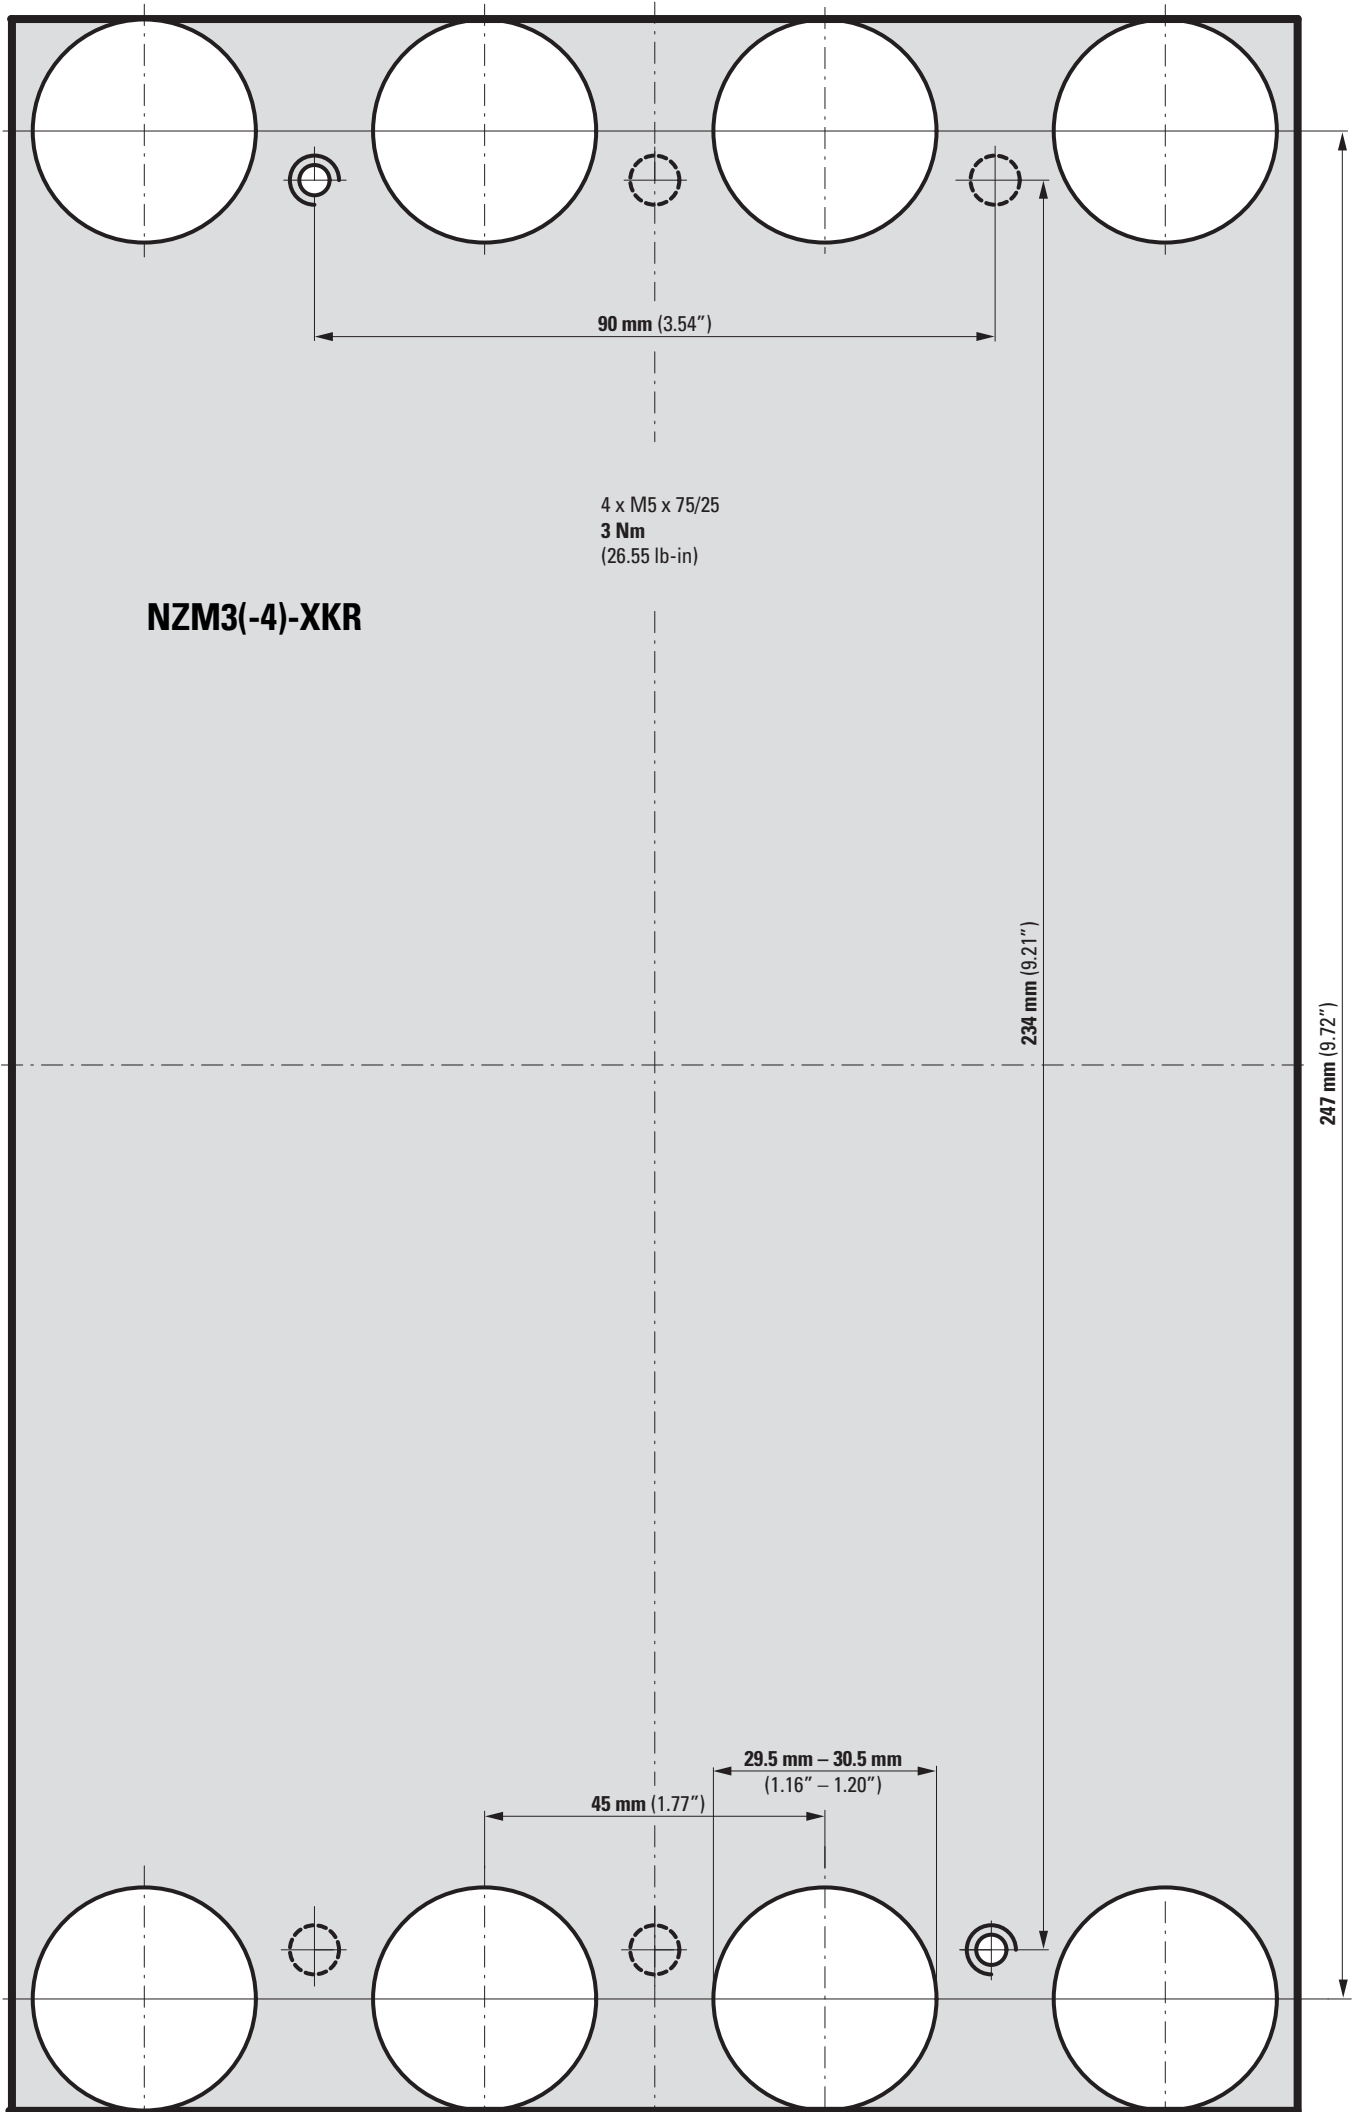 90 mm (3.54”)
4 x M5 x 75/25
3 Nm
(26.55 lb-in)
NZM3(-4)-XKR
234 mm (9.21”)
247 mm (9.72”)
29.5 mm – 30.5 mm
(1.16” – 1.20”)
45 mm (1.77”)